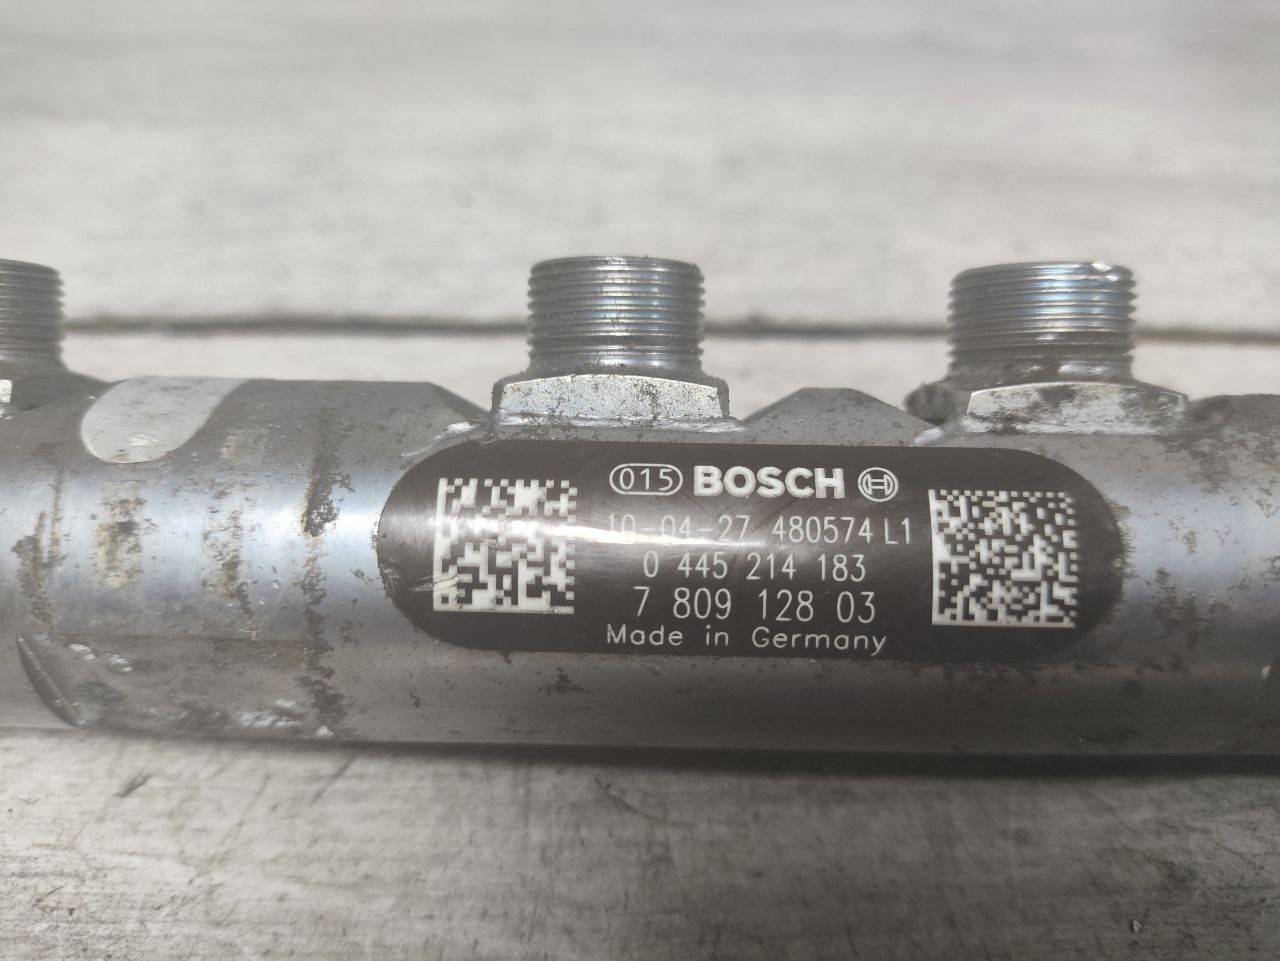 015 BOSCH
10-04-27 480574 L1
0 445 214 183
7 809 128 03
Made in Germany